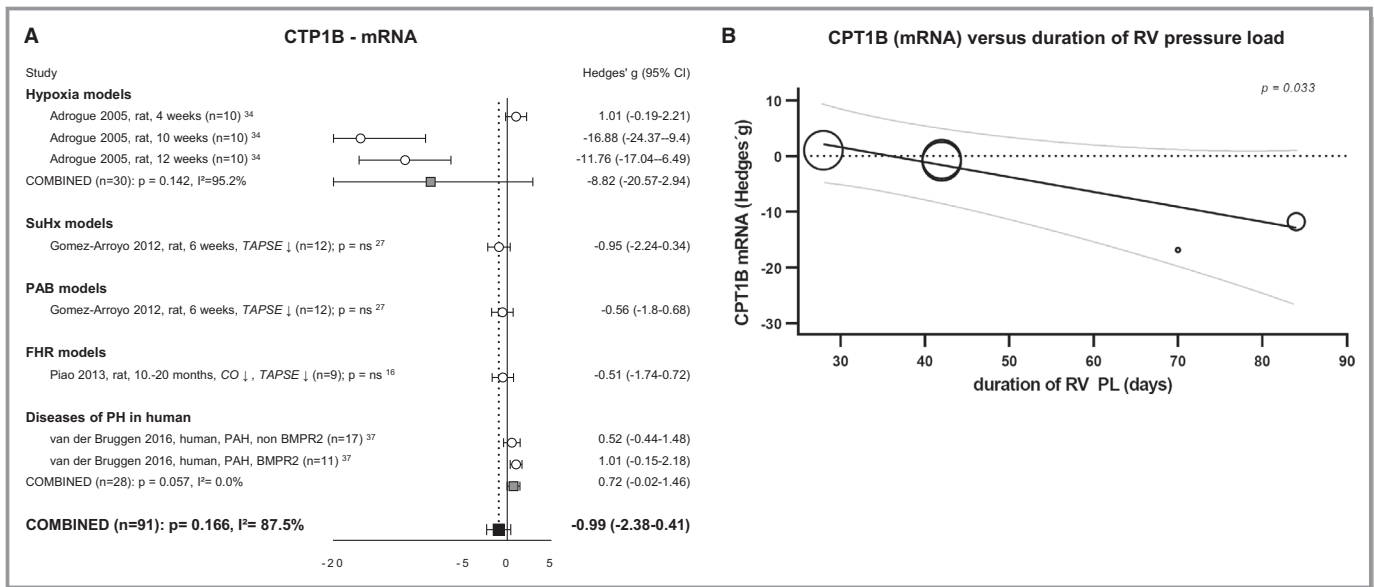 A
CTP1B - mRNA
Study Hedges' g (95% CI)
Hypoxia models
Adrogue 2005, rat, 4 weeks (n=10) 34 1.01 (-0.19-2.21)
Adrogue 2005, rat, 10 weeks (n=10) 34 -16.88 (-24.37--9.4)
Adrogue 2005, rat, 12 weeks (n=10) 34 -11.76 (-17.04--6.49)
COMBINED (n=30): p = 0.142, I²=95.2% -8.82 (-20.57-2.94)
SuHx models
Gomez-Arroyo 2012, rat, 6 weeks, TAPSE ↓ (n=12); p = ns 27 -0.95 (-2.24-0.34)
PAB models
Gomez-Arroyo 2012, rat, 6 weeks, TAPSE ↓ (n=12); p = ns 27 -0.56 (-1.8-0.68)
FHR models
Piao 2013, rat, 10.-20 months, CO ↓ , TAPSE ↓ (n=9); p = ns 16 -0.51 (-1.74-0.72)
Diseases of PH in human
van der Bruggen 2016, human, PAH, non BMPR2 (n=17) 37 0.52 (-0.44-1.48)
van der Bruggen 2016, human, PAH, BMPR2 (n=11) 37 1.01 (-0.15-2.18)
COMBINED (n=28): p = 0.057, I²= 0.0% 0.72 (-0.02-1.46)
COMBINED (n=91): p= 0.166, I²= 87.5% -0.99 (-2.38-0.41)
-20 -5 0 5
B
CPT1B (mRNA) versus duration of RV pressure load
p = 0.033
CPT1B mRNA (Hedges´g)
10
0
-10
-20
-30
30 40 50 60 70 80 90
duration of RV PL (days)